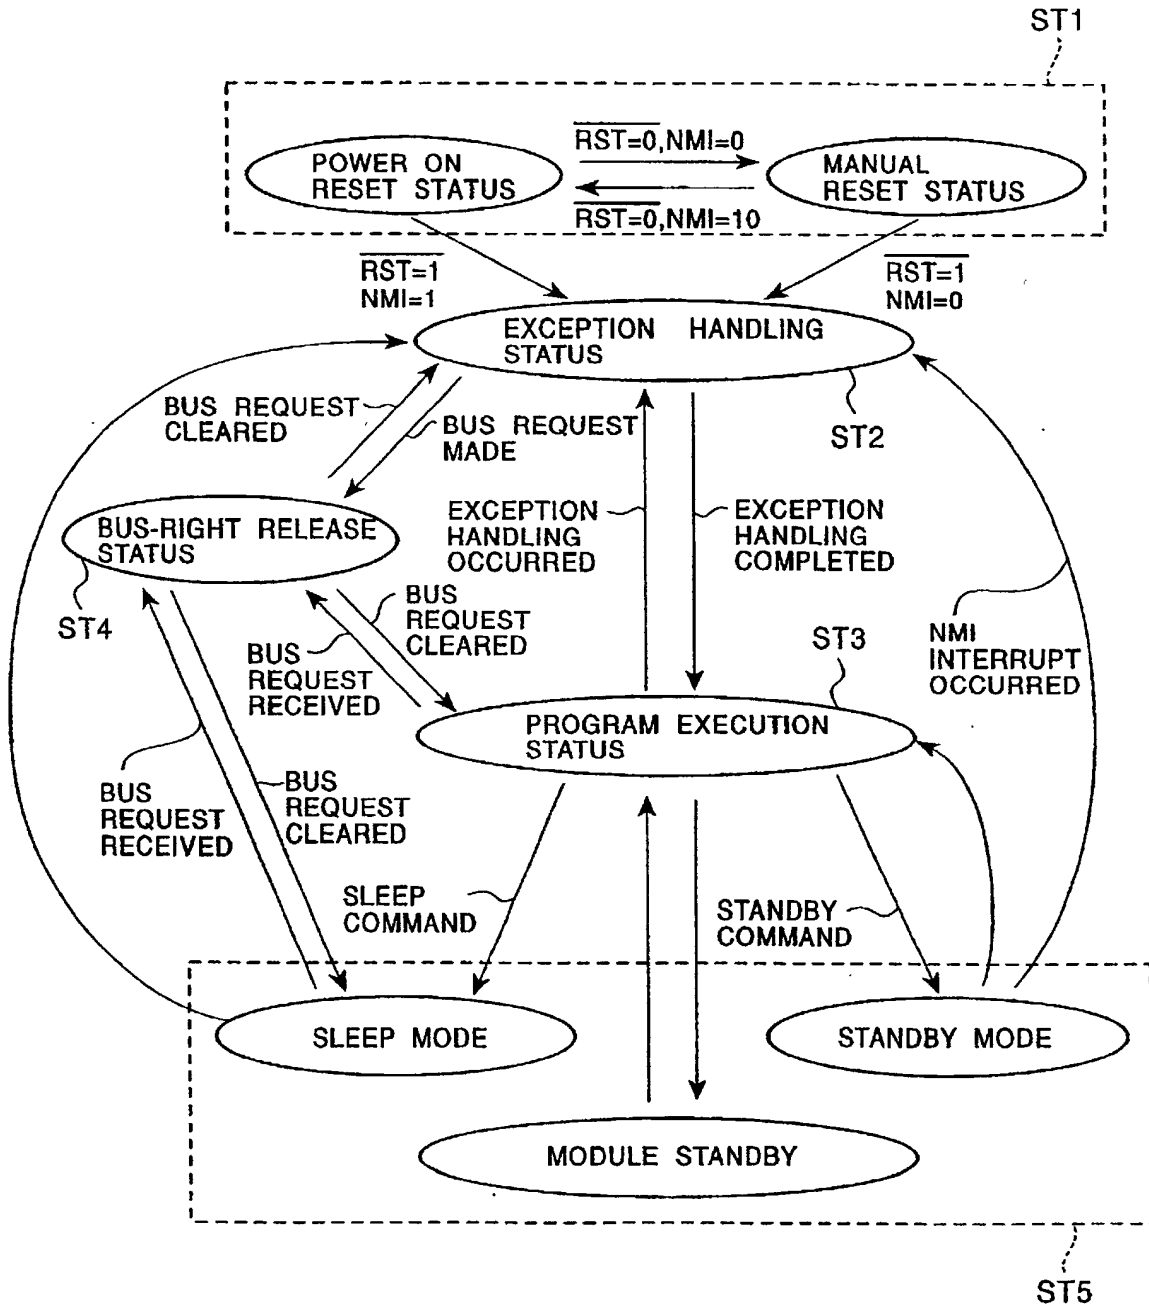 ST1
RST=0,NMI=0
POWER ON
RESET STATUS
MANUAL
RESET STATUS
RST=0,NMI=10
RST=1
NMI=1
RST=1
NMI=0
EXCEPTION HANDLING
STATUS
BUS REQUEST
CLEARED
BUS REQUEST
MADE
ST2
BUS-RIGHT RELEASE
STATUS
EXCEPTION
HANDLING
OCCURRED
EXCEPTION
HANDLING
COMPLETED
ST4
BUS
REQUEST
CLEARED
BUS
REQUEST
RECEIVED
ST3
NMI
INTERRUPT
OCCURRED
PROGRAM EXECUTION
STATUS
BUS
REQUEST
RECEIVED
BUS
REQUEST
CLEARED
SLEEP
COMMAND
STANDBY
COMMAND
SLEEP MODE
STANDBY MODE
MODULE STANDBY
ST5